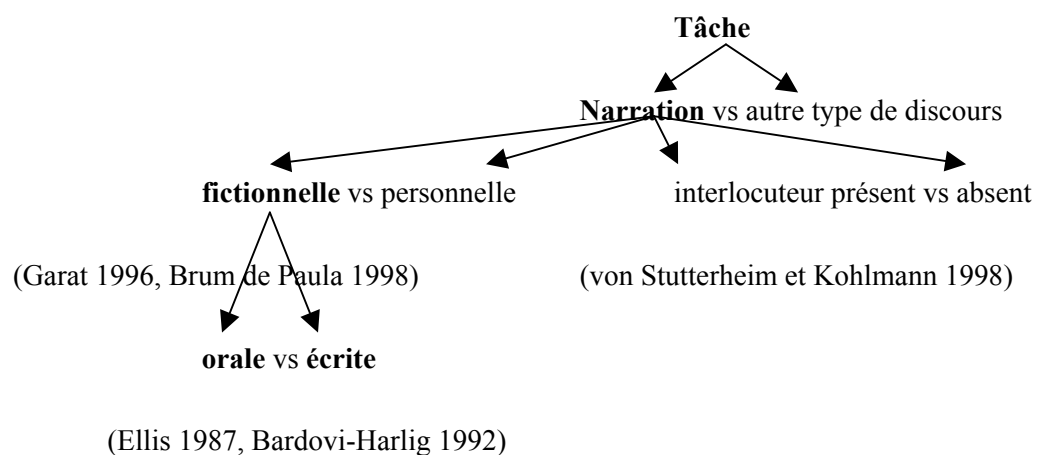 Tâche
Narration vs autre type de discours
fictionnelle vs personnelle
interlocuteur présent vs absent
(Garat 1996, Brum de Paula 1998)
(von Stutterheim et Kohlmann 1998)
orale vs écrite
(Ellis 1987, Bardovi-Harlig 1992)